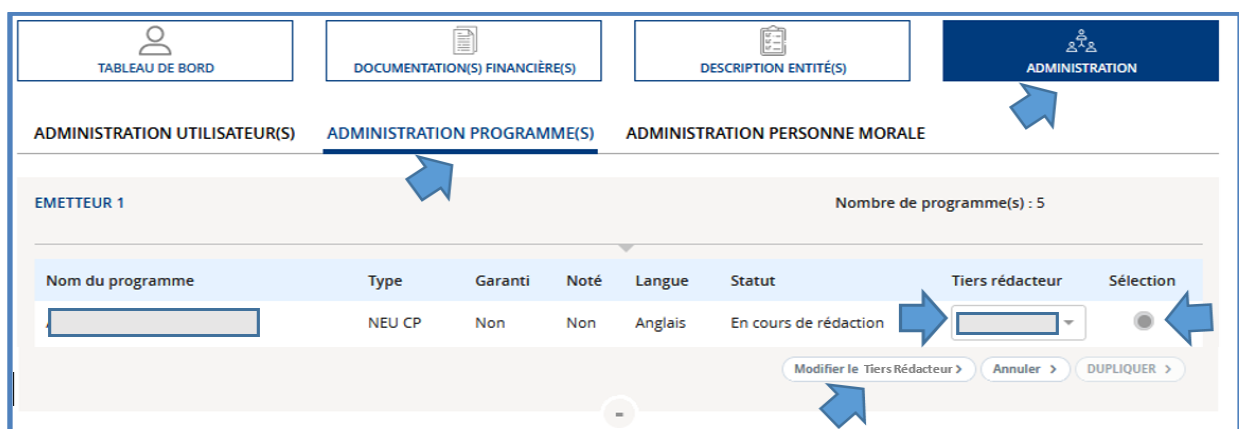 TABLEAU DE BORD
DOCUMENTATION(S) FINANCIÈRE(S)
DESCRIPTION ENTITÉ(S)
ADMINISTRATION
ADMINISTRATION UTILISATEUR(S) ADMINISTRATION PROGRAMME(S) ADMINISTRATION PERSONNE MORALE
EMETTEUR 1 Nombre de programme(s) : 5
Nom du programme Type Garanti Noté Langue Statut Tiers rédacteur Sélection
NEU CP Non Non Anglais En cours de rédaction
Modifier le Tiers Rédacteur > Annuler > DUPLIQUER >
-